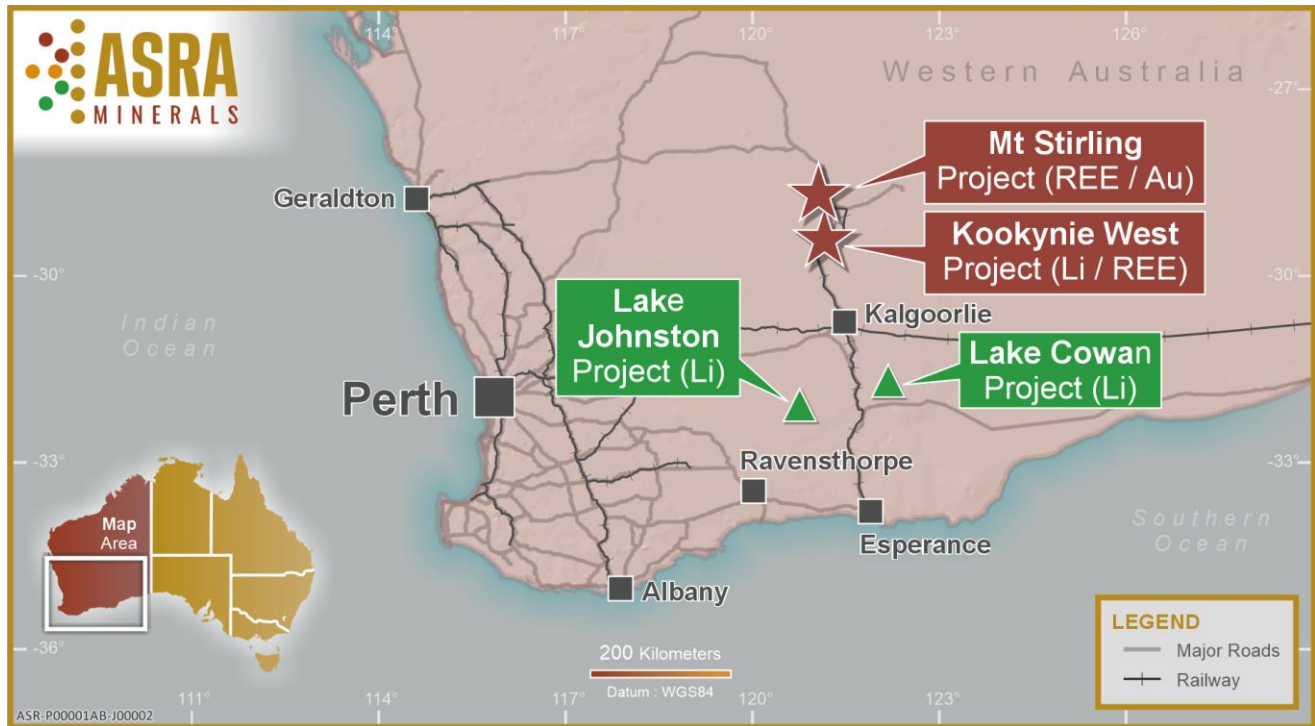 ASRA
MINERALS
114°
117°
120°
123°
126°
Western Australia
-27°
Mt Stirling
Project (REE / Au)
Geraldton
Kookynie West
Project (Li / REE)
-30°
-30°
Lake
Johnston
Project (Li)
Kalgoorlie
Indian
Ocean
Lake Cowan
Project (Li)
Perth
-33°
Ravensthorpe
-33°
Map
Area
Southern
Ocean
Esperance
Albany
LEGEND
Major Roads
Railway
-36°
200 Kilometers
Datum : WGS84
111°
114°
117°
120°
123°
ASR-P00001AB-J00002